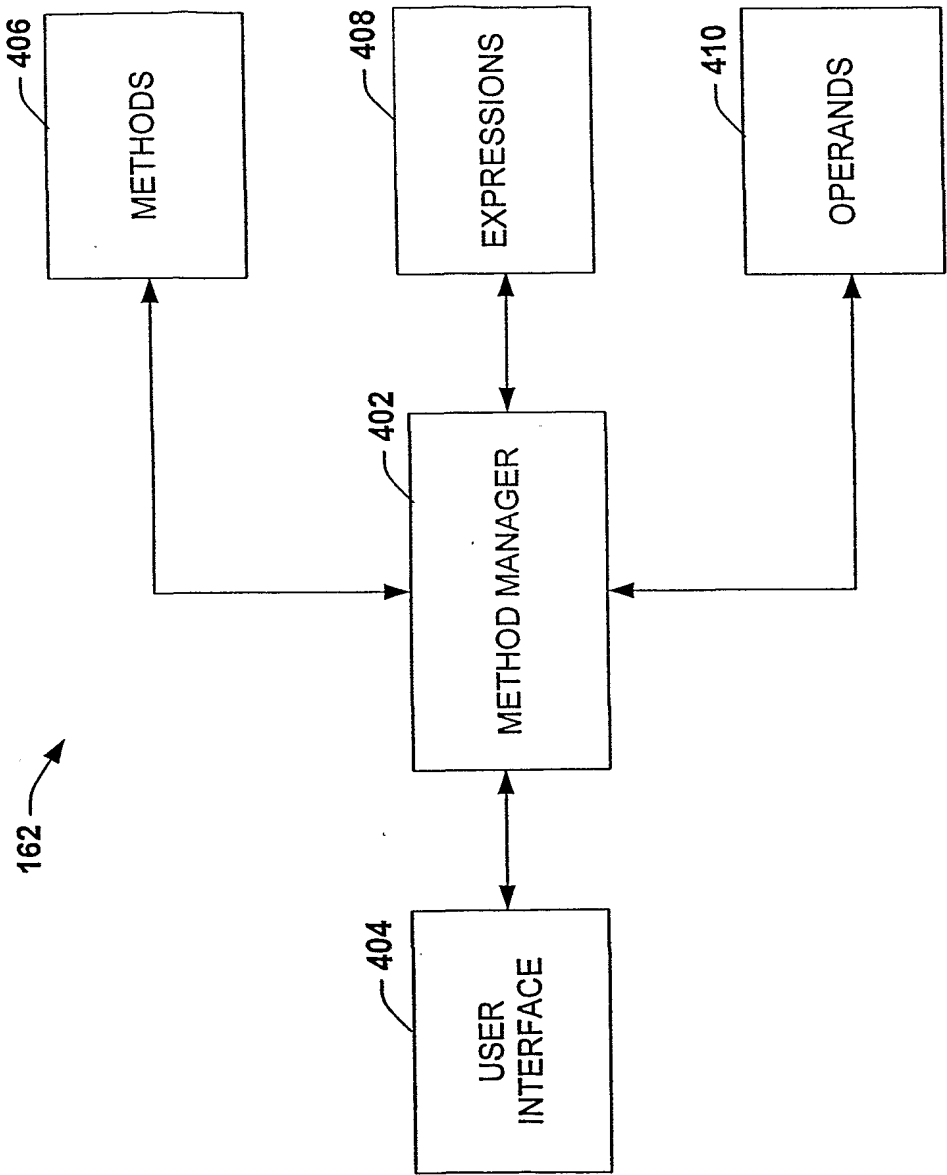 162
404
USER
INTERFACE
402
METHOD MANAGER
406
METHODS
408
EXPRESSIONS
410
OPERANDS